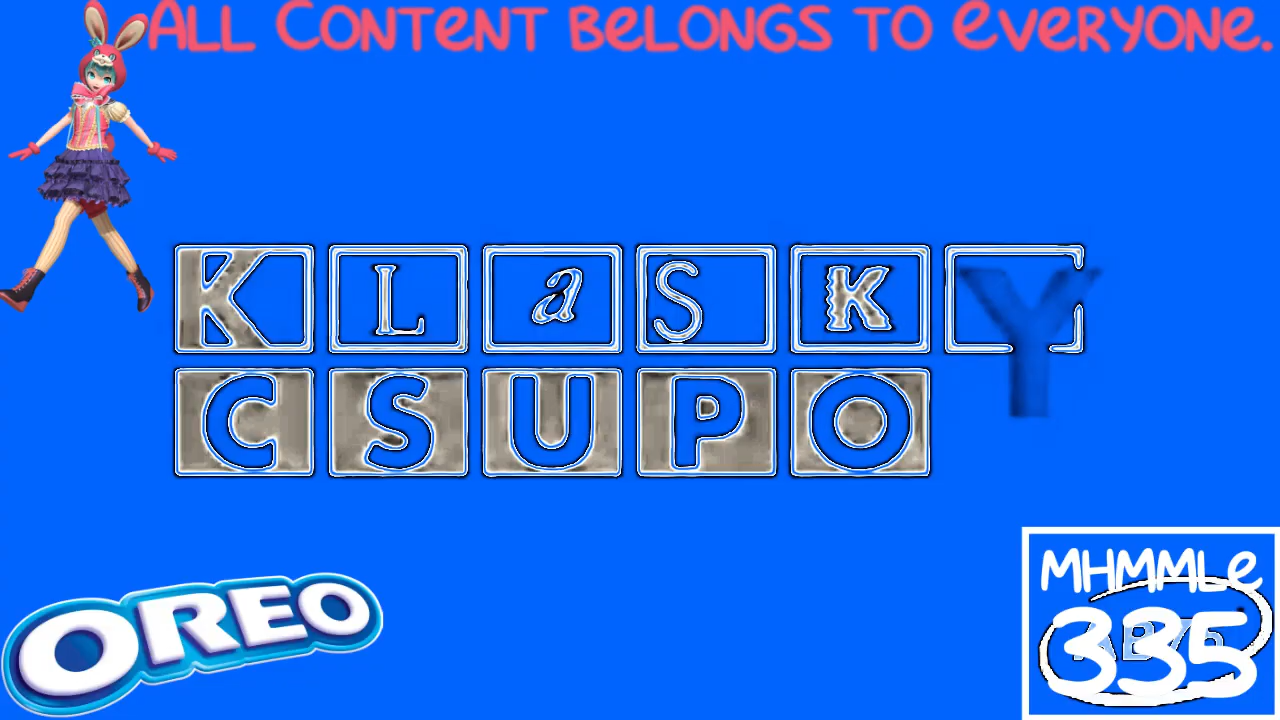 ALL CONTENT BELONGS TO EVERYONE.
KLaSKY
CSUPO
OREO
MHMMLE
335